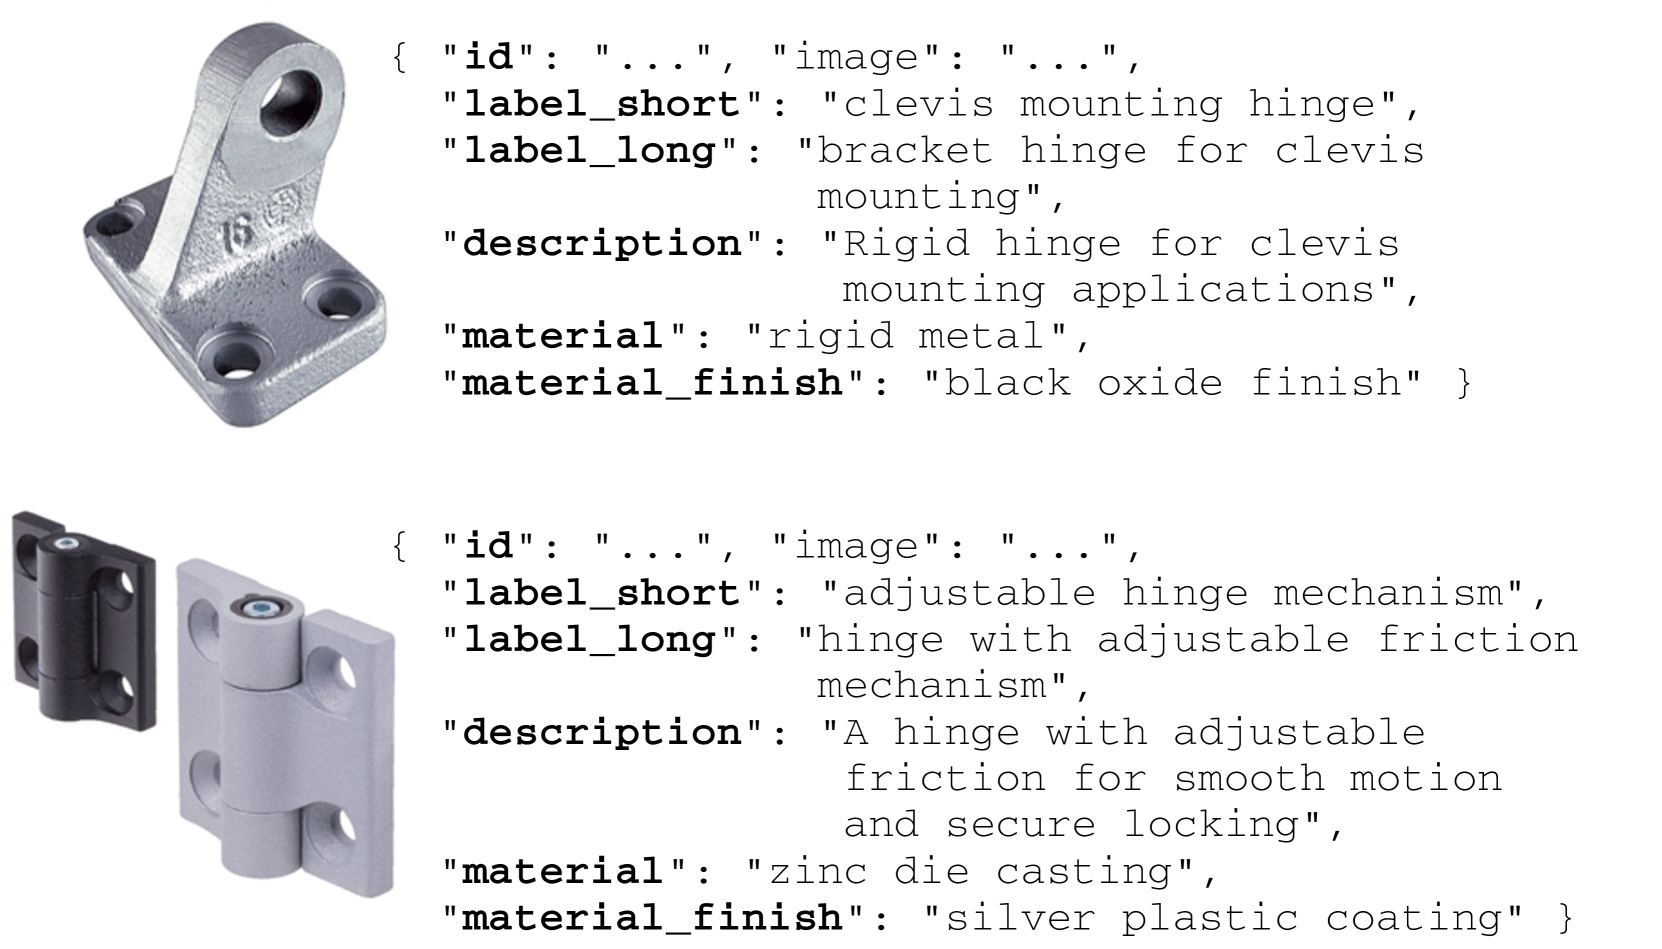 { "id": "...", "image": "...",
"label_short": "clevis mounting hinge",
"label_long": "bracket hinge for clevis
mounting",
"description": "Rigid hinge for clevis
mounting applications",
"material": "rigid metal",
"material_finish": "black oxide finish" }
16
{ "id": "...", "image": "...",
"label_short": "adjustable hinge mechanism",
"label_long": "hinge with adjustable friction
mechanism",
"description": "A hinge with adjustable
friction for smooth motion
and secure locking",
"material": "zinc die casting",
"material_finish": "silver plastic coating" }